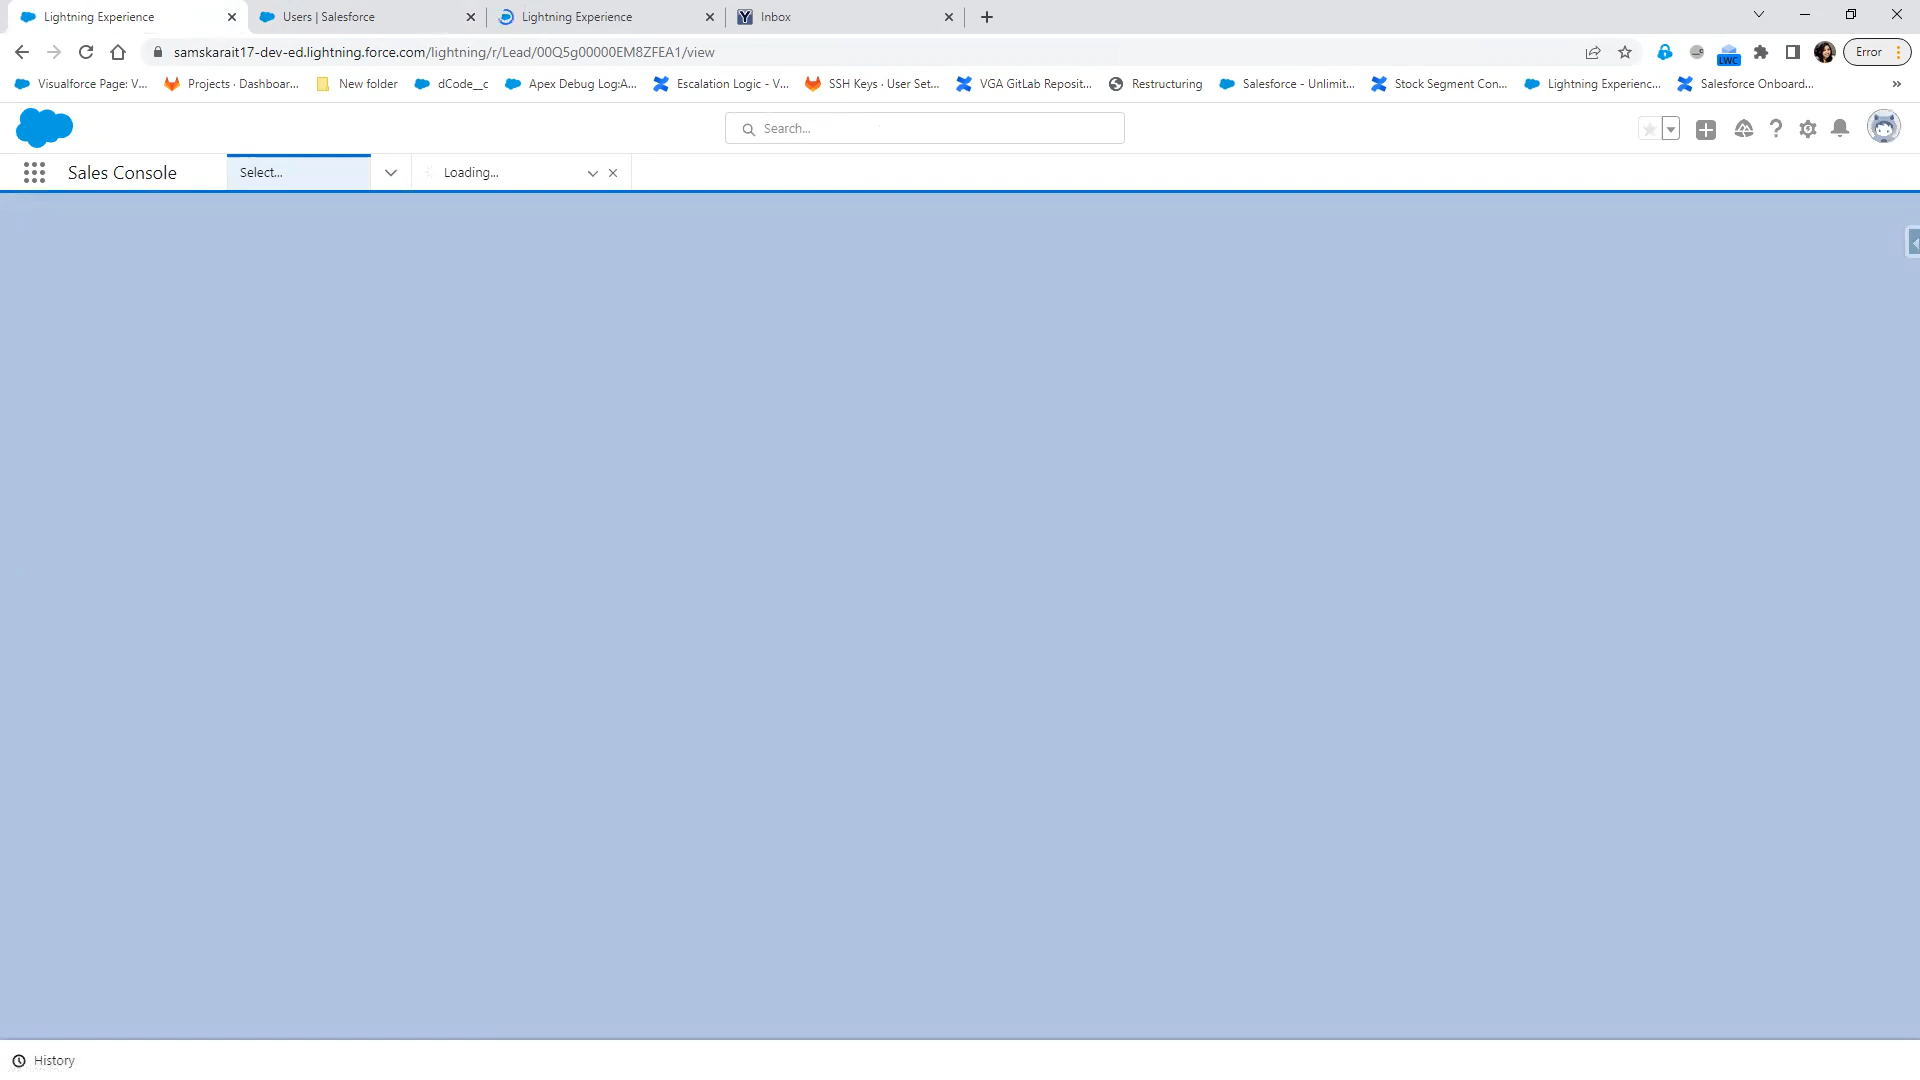 Lightning Experience
Users | Salesforce
Lightning Experience
Inbox
samskarait17-dev-ed.lightning.force.com/lightning/r/Lead/00Q5g00000EM8ZFEA1/view
LWC
Error
Visualforce Page: V...
Projects · Dashboar...
New folder
dCode__c
Apex Debug Log:A...
Escalation Logic - V...
SSH Keys · User Set...
VGA GitLab Reposit...
Restructuring
Salesforce - Unlimit...
Stock Segment Con...
Lightning Experienc...
Salesforce Onboard...
Search...
Sales Console
Select...
Loading...
History